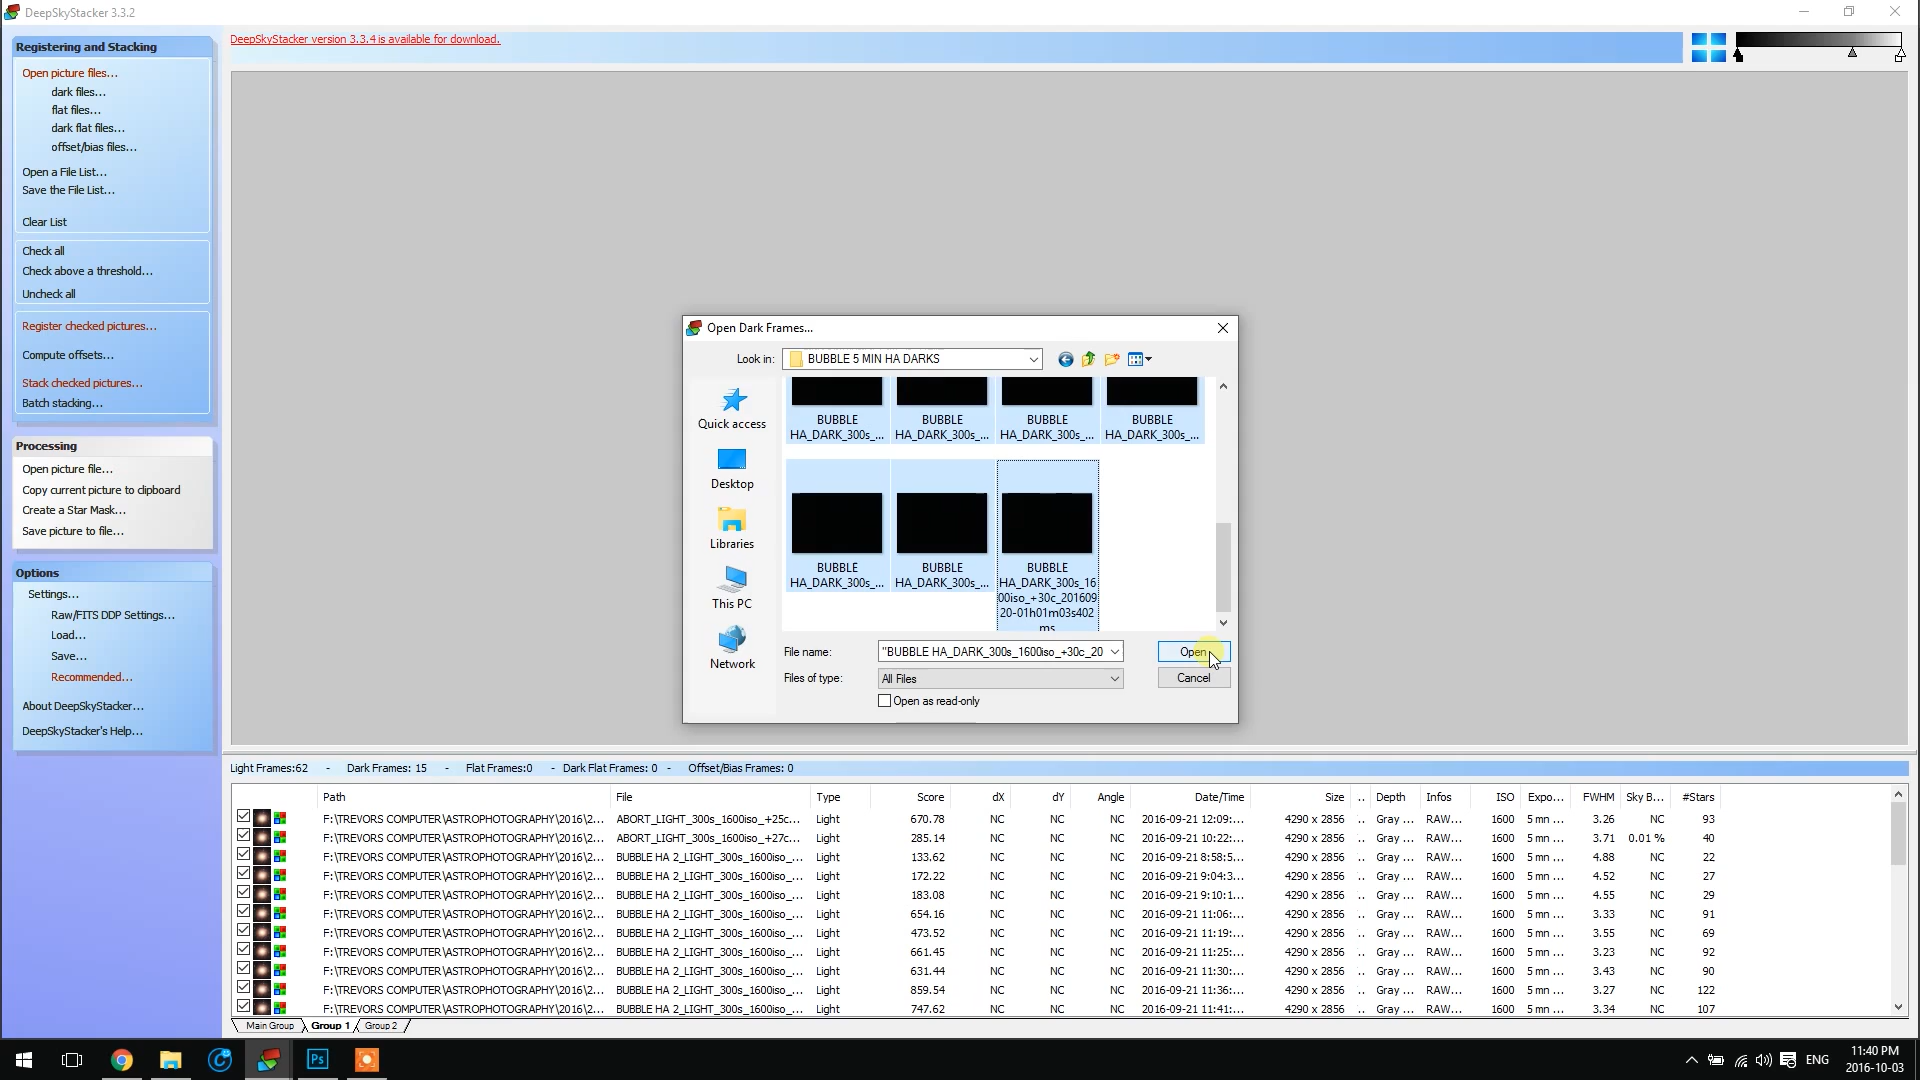 DeepSkyStacker 3.3.2
Registering and Stacking
Open picture files...
dark files...
flat files...
dark flat files...
offset/bias files...
Open a File List...
Save the File List...
Clear List
Check all
Check above a threshold...
Uncheck all
Register checked pictures...
Compute offsets...
Stack checked pictures...
Batch stacking...
Processing
Open picture file...
Copy current picture to clipboard
Create a Star Mask...
Save picture to file...
Options
Settings...
Raw/FITS DDP Settings...
Load...
Save...
Recommended...
About DeepSkyStacker...
DeepSkyStacker's Help...
DeepSkyStacker version 3.3.4 is available for download.
Open Dark Frames...
Look in: BUBBLE 5 MIN HA DARKS
Quick access
Desktop
Libraries
This PC
Network
BUBBLE BUBBLE BUBBLE BUBBLE
HA_DARK_300s_... HA_DARK_300s_... HA_DARK_300s_... HA_DARK_300s_...
BUBBLE BUBBLE BUBBLE
HA_DARK_300s_... HA_DARK_300s_... HA_DARK_300s_16
00iso_+30c_201609
20-01h01m03s402
ms
File name: "BUBBLE HA_DARK_300s_1600iso_+30c_20 Open
Files of type: All Files Cancel
Open as read-only
Light Frames:62 - Dark Frames: 15 - Flat Frames:0 - Dark Flat Frames: 0 - Offset/Bias Frames: 0
Path File Type Score dX dY Angle Date/Time Size .. Depth Infos ISO Expo... FWHM Sky B... #Stars
F:\TREVORS COMPUTER\ASTROPHOTOGRAPHY\2016\2... ABORT_LIGHT_300s_1600iso_+25c... Light 670.78 NC NC NC 2016-09-21 12:09:... 4290 x 2856 .. Gray ... RAW... 1600 5 mn ... 3.26 NC 93
F:\TREVORS COMPUTER\ASTROPHOTOGRAPHY\2016\2... ABORT_LIGHT_300s_1600iso_+27c... Light 285.14 NC NC NC 2016-09-21 10:22:... 4290 x 2856 .. Gray ... RAW... 1600 5 mn ... 3.71 0.01 % 40
F:\TREVORS COMPUTER\ASTROPHOTOGRAPHY\2016\2... BUBBLE HA 2_LIGHT_300s_1600iso_... Light 133.62 NC NC NC 2016-09-21 8:58:5... 4290 x 2856 .. Gray ... RAW... 1600 5 mn ... 4.88 NC 22
F:\TREVORS COMPUTER\ASTROPHOTOGRAPHY\2016\2... BUBBLE HA 2_LIGHT_300s_1600iso_... Light 172.22 NC NC NC 2016-09-21 9:04:3... 4290 x 2856 .. Gray ... RAW... 1600 5 mn ... 4.52 NC 27
F:\TREVORS COMPUTER\ASTROPHOTOGRAPHY\2016\2... BUBBLE HA 2_LIGHT_300s_1600iso_... Light 183.08 NC NC NC 2016-09-21 9:10:1... 4290 x 2856 .. Gray ... RAW... 1600 5 mn ... 4.55 NC 29
F:\TREVORS COMPUTER\ASTROPHOTOGRAPHY\2016\2... BUBBLE HA 2_LIGHT_300s_1600iso_... Light 654.16 NC NC NC 2016-09-21 11:06:... 4290 x 2856 .. Gray ... RAW... 1600 5 mn ... 3.33 NC 91
F:\TREVORS COMPUTER\ASTROPHOTOGRAPHY\2016\2... BUBBLE HA 2_LIGHT_300s_1600iso_... Light 473.52 NC NC NC 2016-09-21 11:19:... 4290 x 2856 .. Gray ... RAW... 1600 5 mn ... 3.55 NC 69
F:\TREVORS COMPUTER\ASTROPHOTOGRAPHY\2016\2... BUBBLE HA 2_LIGHT_300s_1600iso_... Light 661.45 NC NC NC 2016-09-21 11:25:... 4290 x 2856 .. Gray ... RAW... 1600 5 mn ... 3.23 NC 92
F:\TREVORS COMPUTER\ASTROPHOTOGRAPHY\2016\2... BUBBLE HA 2_LIGHT_300s_1600iso_... Light 631.44 NC NC NC 2016-09-21 11:30:... 4290 x 2856 .. Gray ... RAW... 1600 5 mn ... 3.43 NC 90
F:\TREVORS COMPUTER\ASTROPHOTOGRAPHY\2016\2... BUBBLE HA 2_LIGHT_300s_1600iso_... Light 859.54 NC NC NC 2016-09-21 11:36:... 4290 x 2856 .. Gray ... RAW... 1600 5 mn ... 3.27 NC 122
F:\TREVORS COMPUTER\ASTROPHOTOGRAPHY\2016\2... BUBBLE HA 2_LIGHT_300s_1600iso_... Light 747.62 NC NC NC 2016-09-21 11:41:... 4290 x 2856 .. Gray ... RAW... 1600 5 mn ... 3.34 NC 107
Main Group Group 1 Group 2
Ps
ENG
11:40 PM
2016-10-03